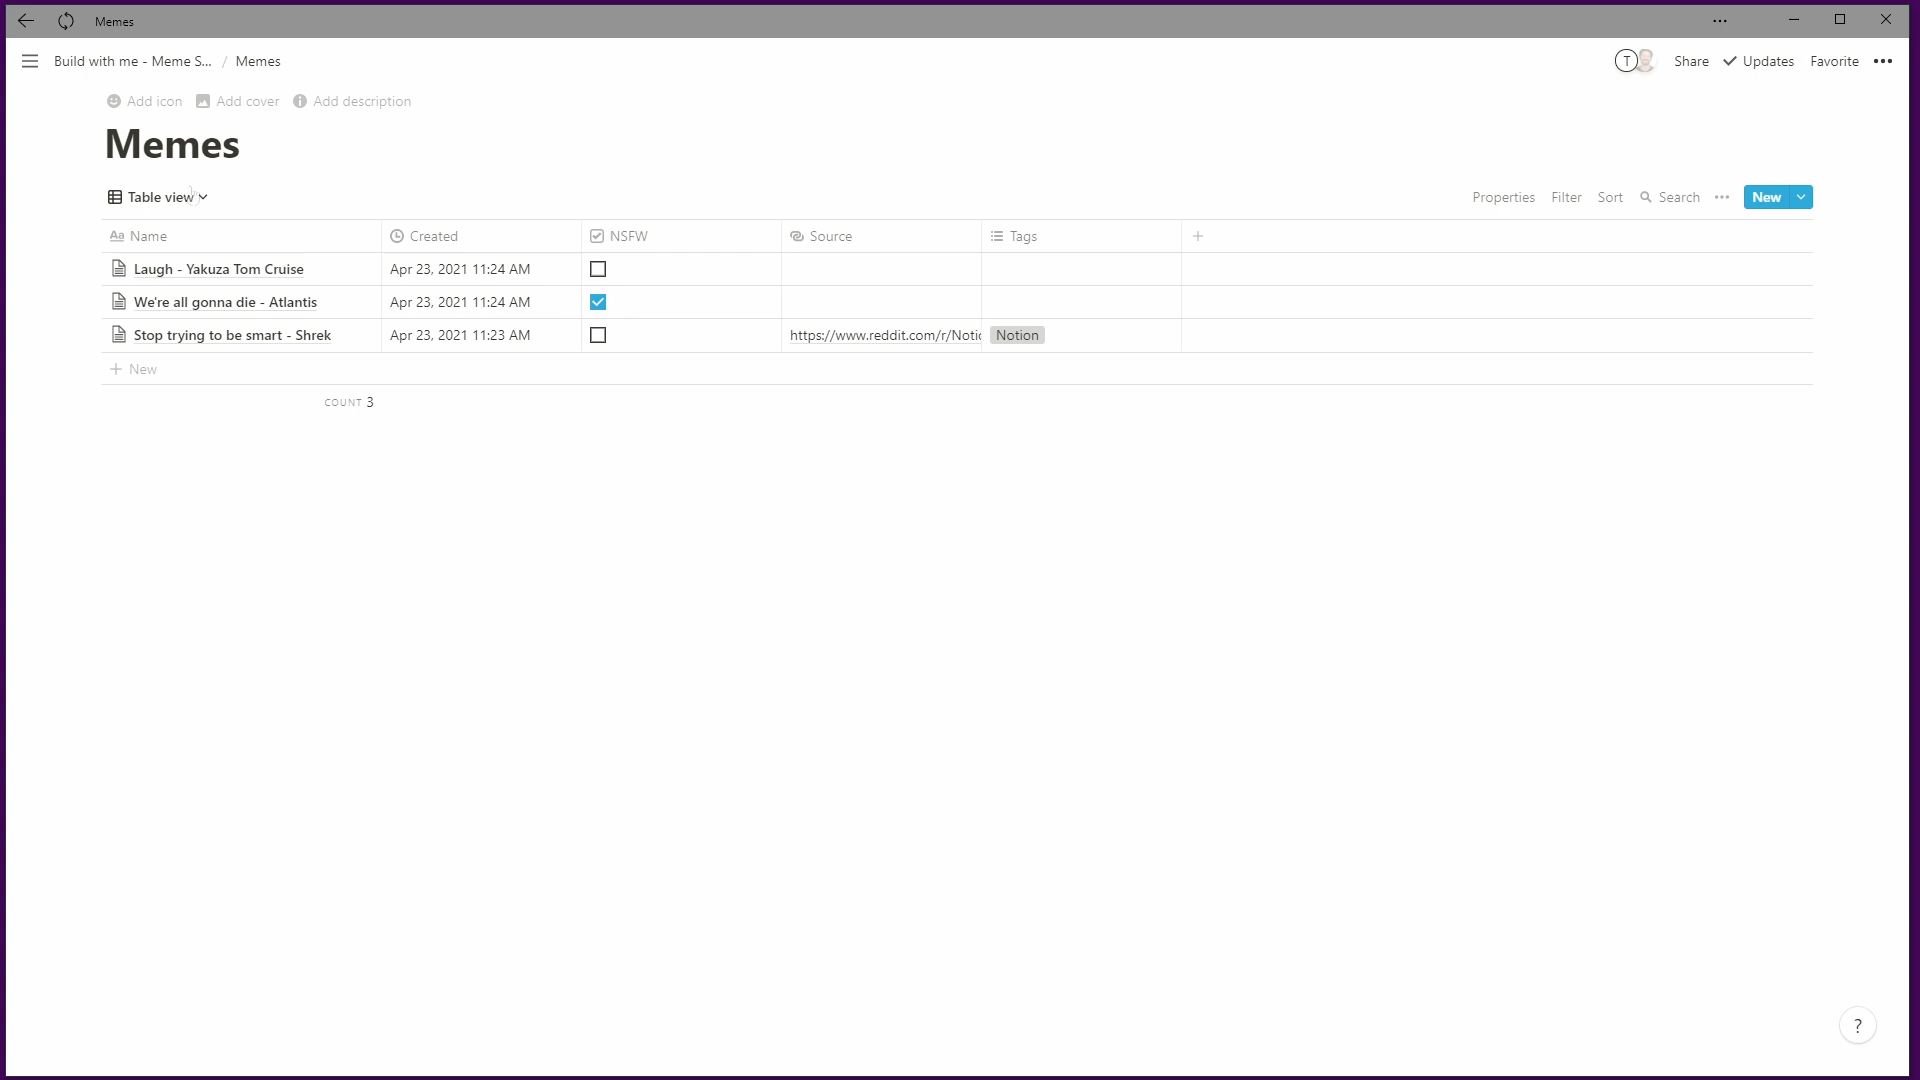 Memes
Build with me - Meme S... / Memes
T Share Updates Favorite
Add icon Add cover Add description
Memes
Table view Properties Filter Sort Search New
Aa Name Created NSFW Source Tags
Laugh - Yakuza Tom Cruise Apr 23, 2021 11:24 AM
We're all gonna die - Atlantis Apr 23, 2021 11:24 AM
Stop trying to be smart - Shrek Apr 23, 2021 11:23 AM https://www.reddit.com/r/Notic Notion
+ New
COUNT 3
?